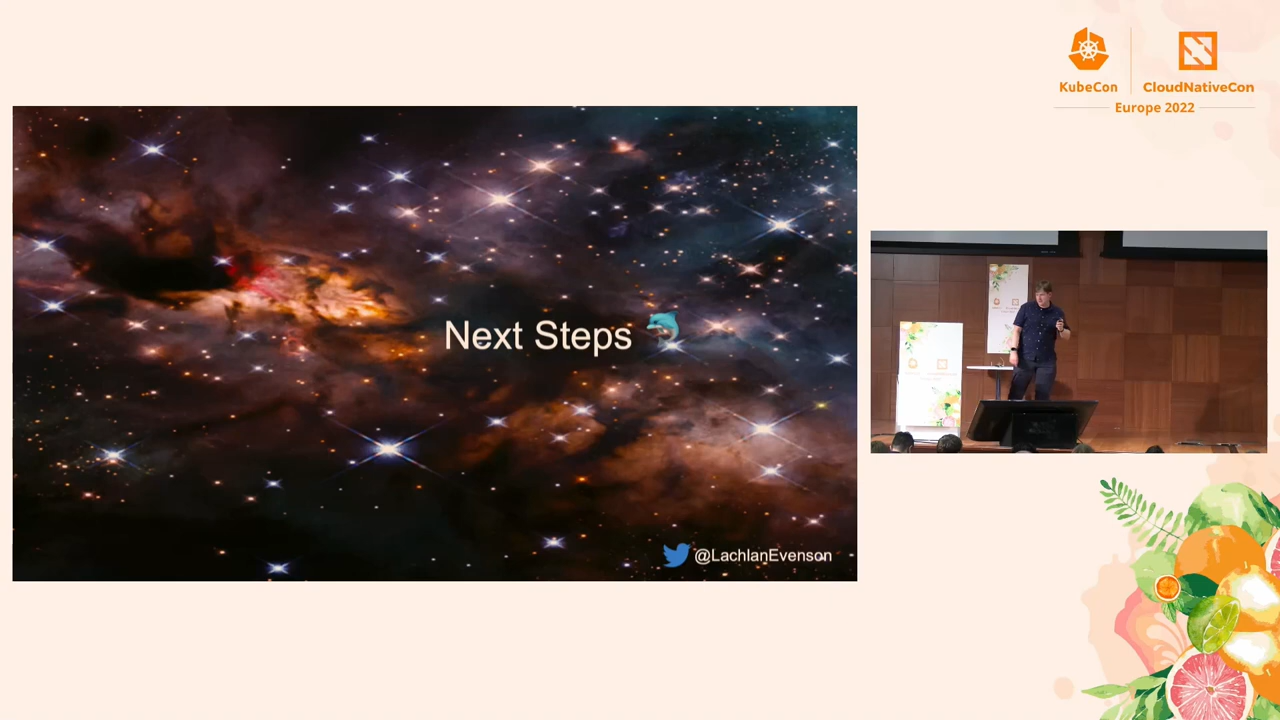 KubeCon
CloudNativeCon
Europe 2022
Next Steps 🐬
@LachlanEvenson